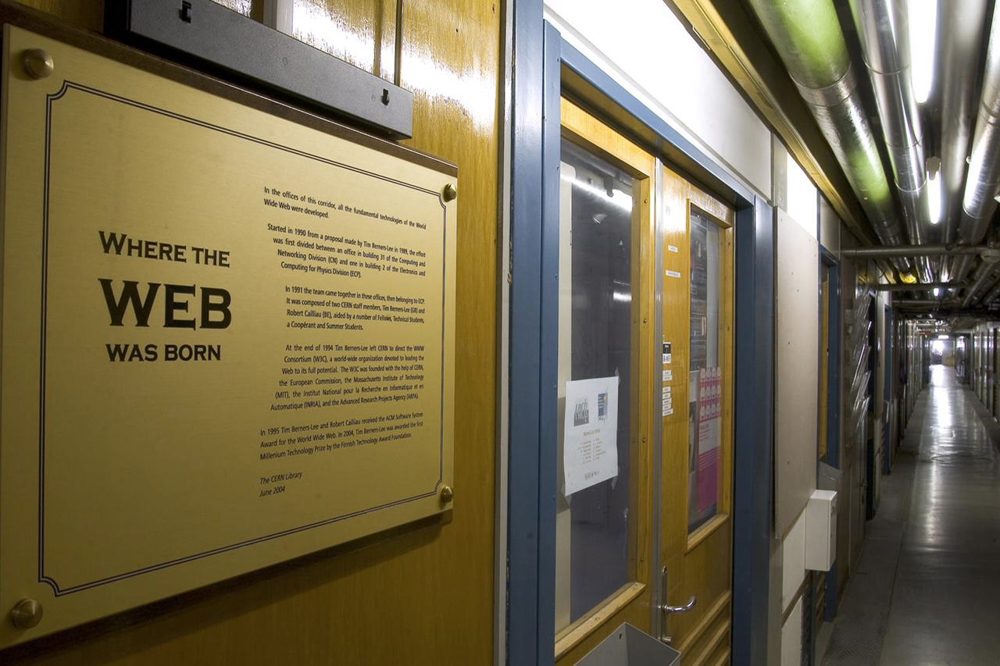 WHERE THE
WEB
WAS BORN
In the offices of this corridor, all the fundamental technologies of the World
Wide Web were developed.
Started in 1990 from a proposal made by Tim Berners-Lee in 1989, the effort
was first divided between an office in building 31 of the Computing and
Networking Division (CN) and one in building 2 of the Electronics and
Computing for Physics Division (ECP).
In 1991 the team came together in these offices, then belonging to ECP.
It was composed of two CERN staff members, Tim Berners-Lee (GB) and
Robert Cailliau (BE), aided by a number of Fellows, Technical Students,
a Coopérant and Summer Students.
At the end of 1994 Tim Berners-Lee left CERN to direct the WWW
Consortium (W3C), a world-wide organization devoted to leading the
Web to its full potential. The W3C was founded with the help of CERN,
the European Commission, the Massachusetts Institute of Technology
(MIT), the Institut National pour la Recherche en Informatique et en
Automatique (INRIA), and the Advanced Research Projects Agency (ARPA).
In 1995 Tim Berners-Lee and Robert Cailliau received the ACM Software System
Award for the World Wide Web. In 2004, Tim Berners-Lee was awarded the first
Millenium Technology Prize by the Finnish Technology Award Foundation.
The CERN Library
June 2004